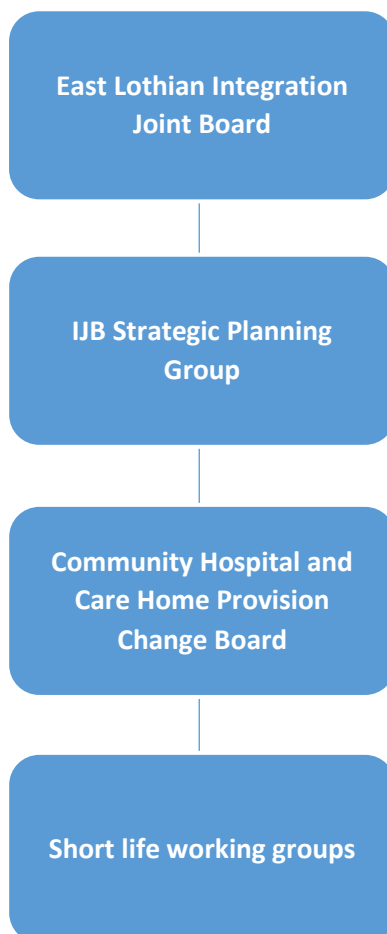 East Lothian Integration
Joint Board
IJB Strategic Planning
Group
Community Hospital and
Care Home Provision
Change Board
Short life working groups